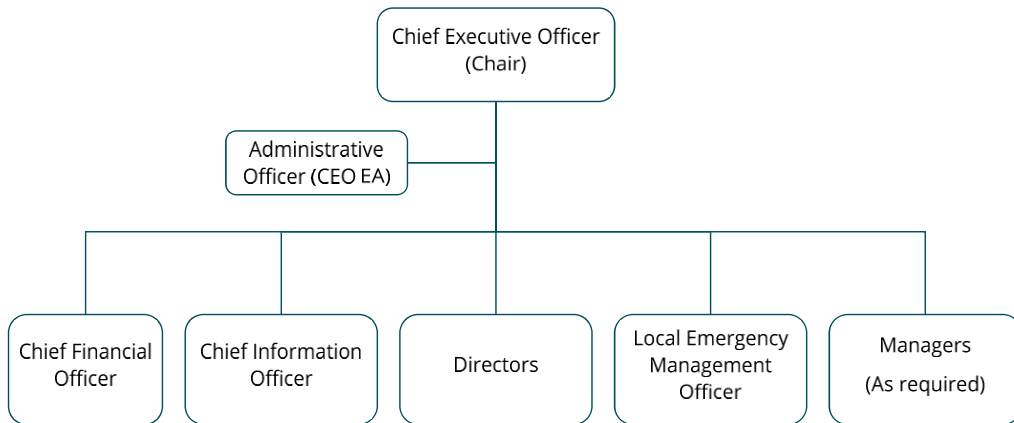 Chief Executive Officer
(Chair)
Administrative
Officer (CEO EA)
Chief Financial
Officer
Chief Information
Officer
Directors
Local Emergency
Management
Officer
Managers
(As required)